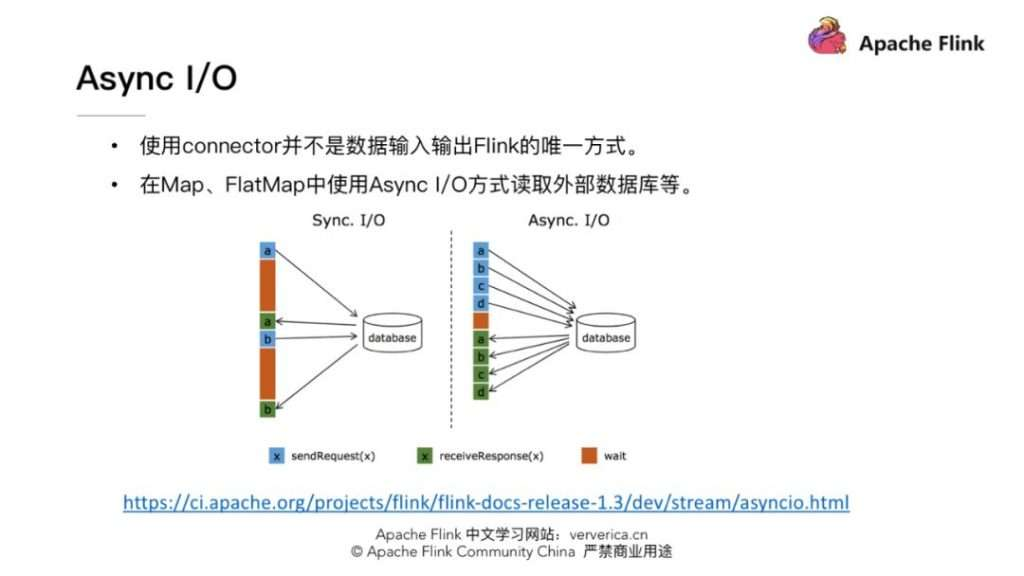 Apache Flink
Async I/O
• 使用connector并不是数据输入输出Flink的唯一方式。
• 在Map、FlatMap中使用Async I/O方式读取外部数据库等。
Sync. I/O
Async. I/O
a
a
b
b
database
a
b
c
d
a
b
c
d
database
x sendRequest(x)
x receiveResponse(x)
wait
https://ci.apache.org/projects/flink/flink-docs-release-1.3/dev/stream/asyncio.html
Apache Flink 中文学习网站：ververica.cn
© Apache Flink Community China 严禁商业用途